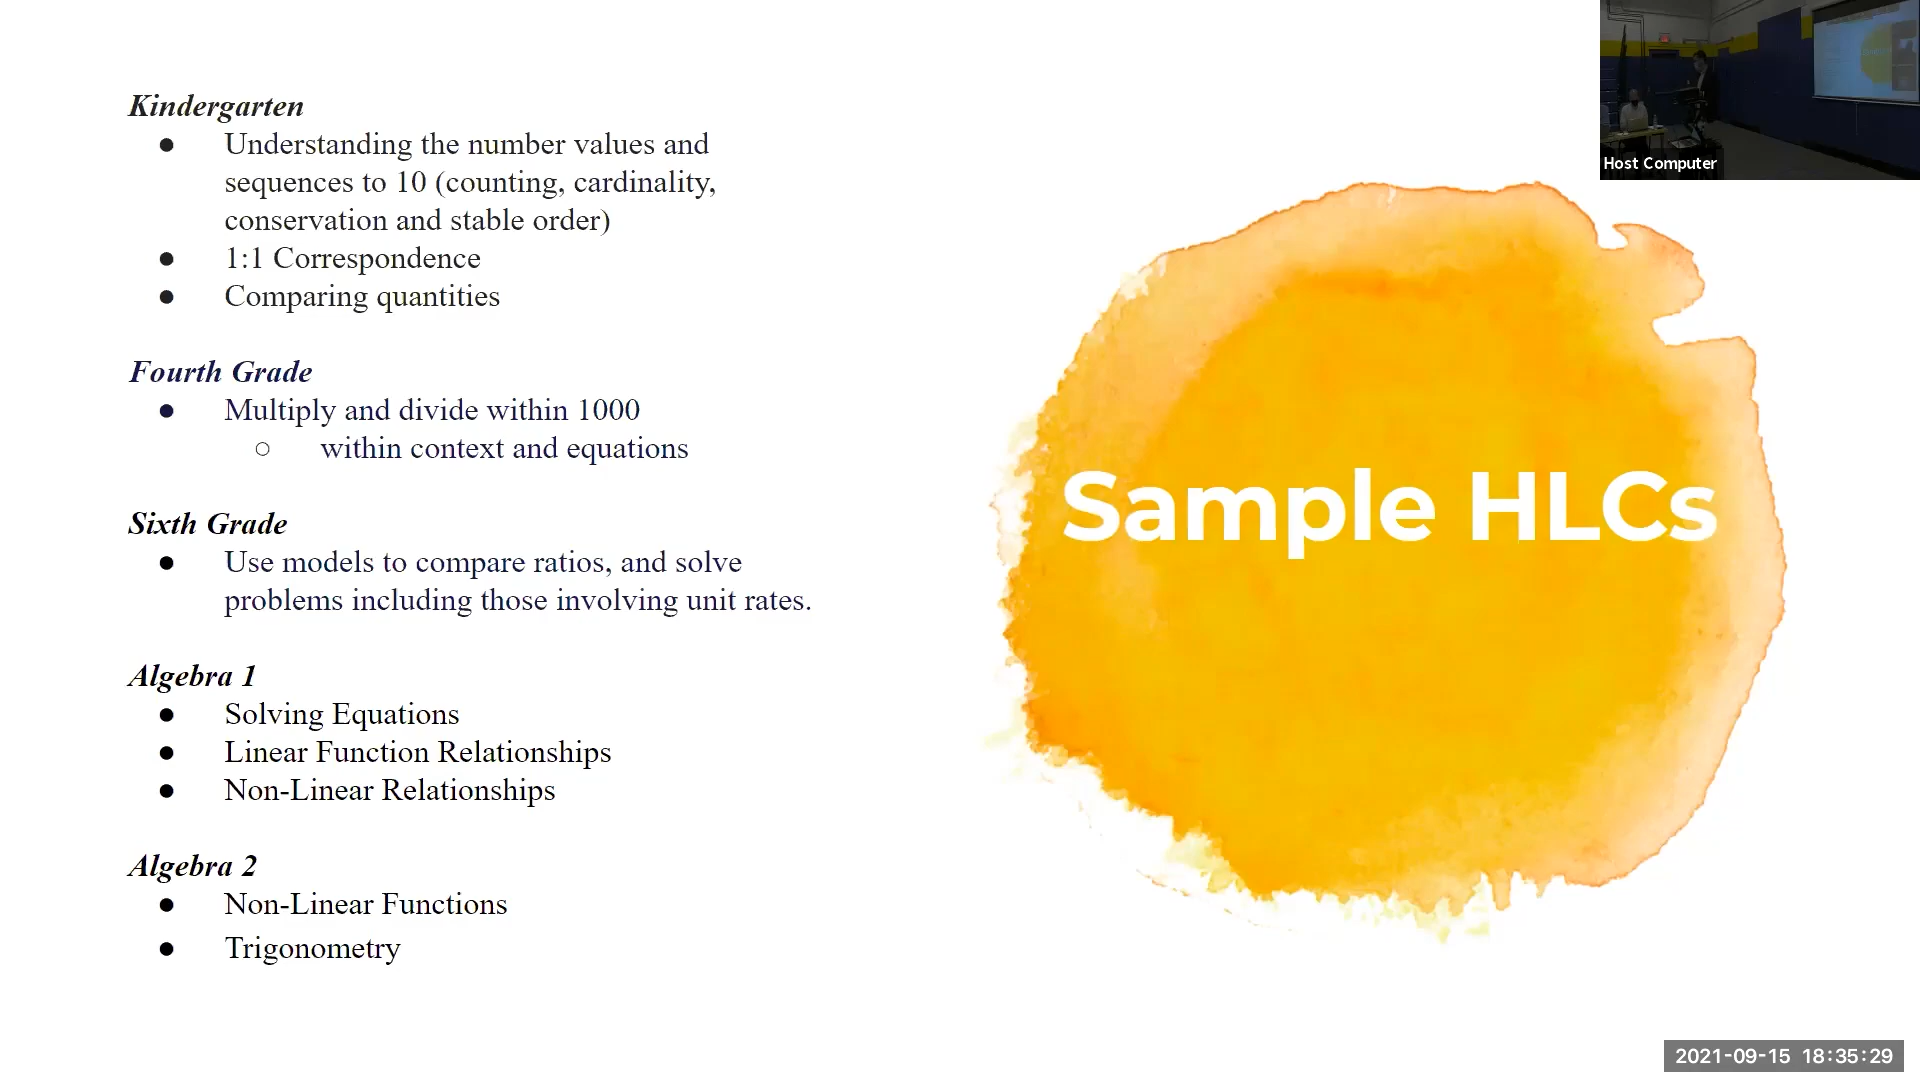 Kindergarten
● Understanding the number values and
sequences to 10 (counting, cardinality,
conservation and stable order)
● 1:1 Correspondence
● Comparing quantities
Fourth Grade
● Multiply and divide within 1000
○ within context and equations
Sixth Grade
● Use models to compare ratios, and solve
problems including those involving unit rates.
Algebra 1
● Solving Equations
● Linear Function Relationships
● Non-Linear Relationships
Algebra 2
● Non-Linear Functions
● Trigonometry
Sample HLCs
Host Computer
2021-09-15 18:35:29